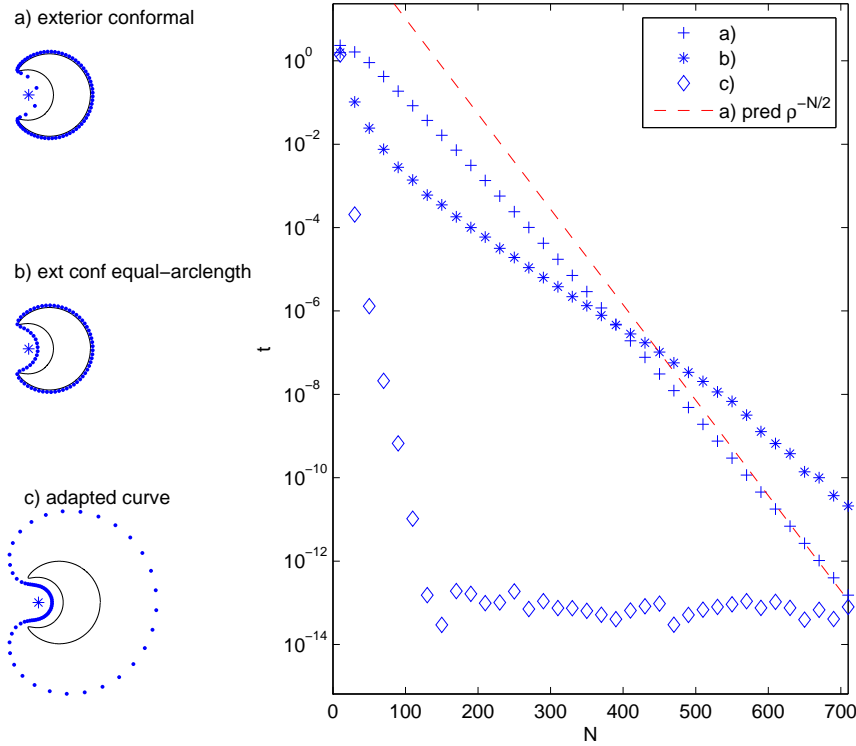 a) exterior conformal
b) ext conf equal−arclength
c) adapted curve
a)
b)
c)
a) pred ρ^{−N/2}
t
10^{0}
10^{−2}
10^{−4}
10^{−6}
10^{−8}
10^{−10}
10^{−12}
10^{−14}
0 100 200 300 400 500 600 700
N